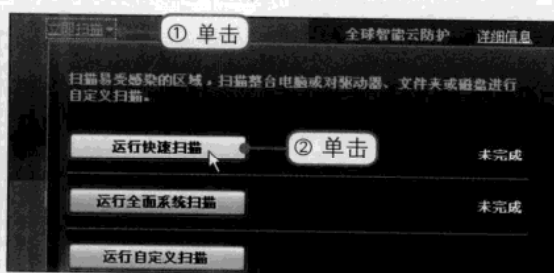 立即扫描 ① 单击 全球智能云防护 详细信息
扫描易受感染的区域，扫描整台电脑或对驱动器、文件夹或磁盘进行
自定义扫描。
运行快速扫描 ② 单击 未完成
运行全面系统扫描 未完成
运行自定义扫描